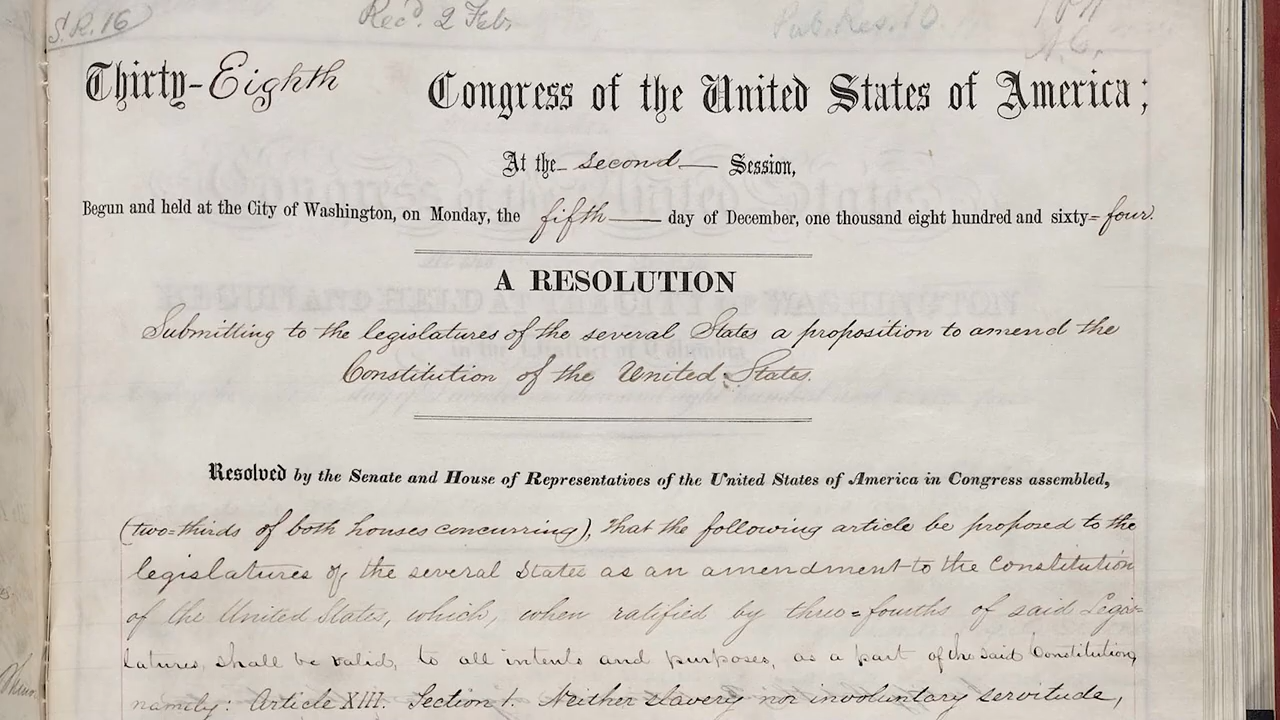 S.R. 16 Rec'd. 2 Feb. Pub. Res. 10.
Thirty-Eighth Congress of the United States of America;
At the second Session,
Begun and held at the City of Washington, on Monday, the fifth day of December, one thousand eight hundred and sixty=four.
A RESOLUTION
Submitting to the legislatures of the several States a proposition to amend the
Constitution of the United States.
Resolved by the Senate and House of Representatives of the United States of America in Congress assembled,
(two=thirds of both houses concurring), that the following article be proposed to the
legislatures of the several States as an amendment to the Constitution
of the United States, which, when ratified by three=fourths of said Legis=
latures, shall be valid, to all intents and purposes, as a part of the said Constitution,
namely: Article XIII. Section 1. Neither slavery nor involuntary servitude,